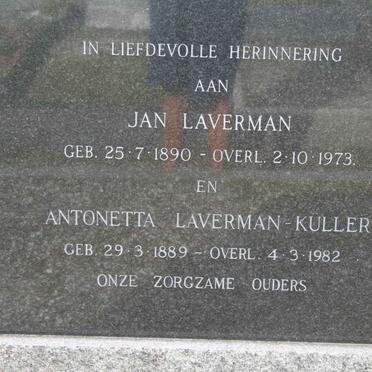 IN LIEFDEVOLLE HERINNERING
AAN
JAN LAVERMAN
GEB. 25-7-1890 - OVERL. 2-10-1973.
EN
ANTONETTA LAVERMAN-KULLER
GEB. 29-3-1889 - OVERL. 4-3-1982
ONZE ZORGZAME OUDERS